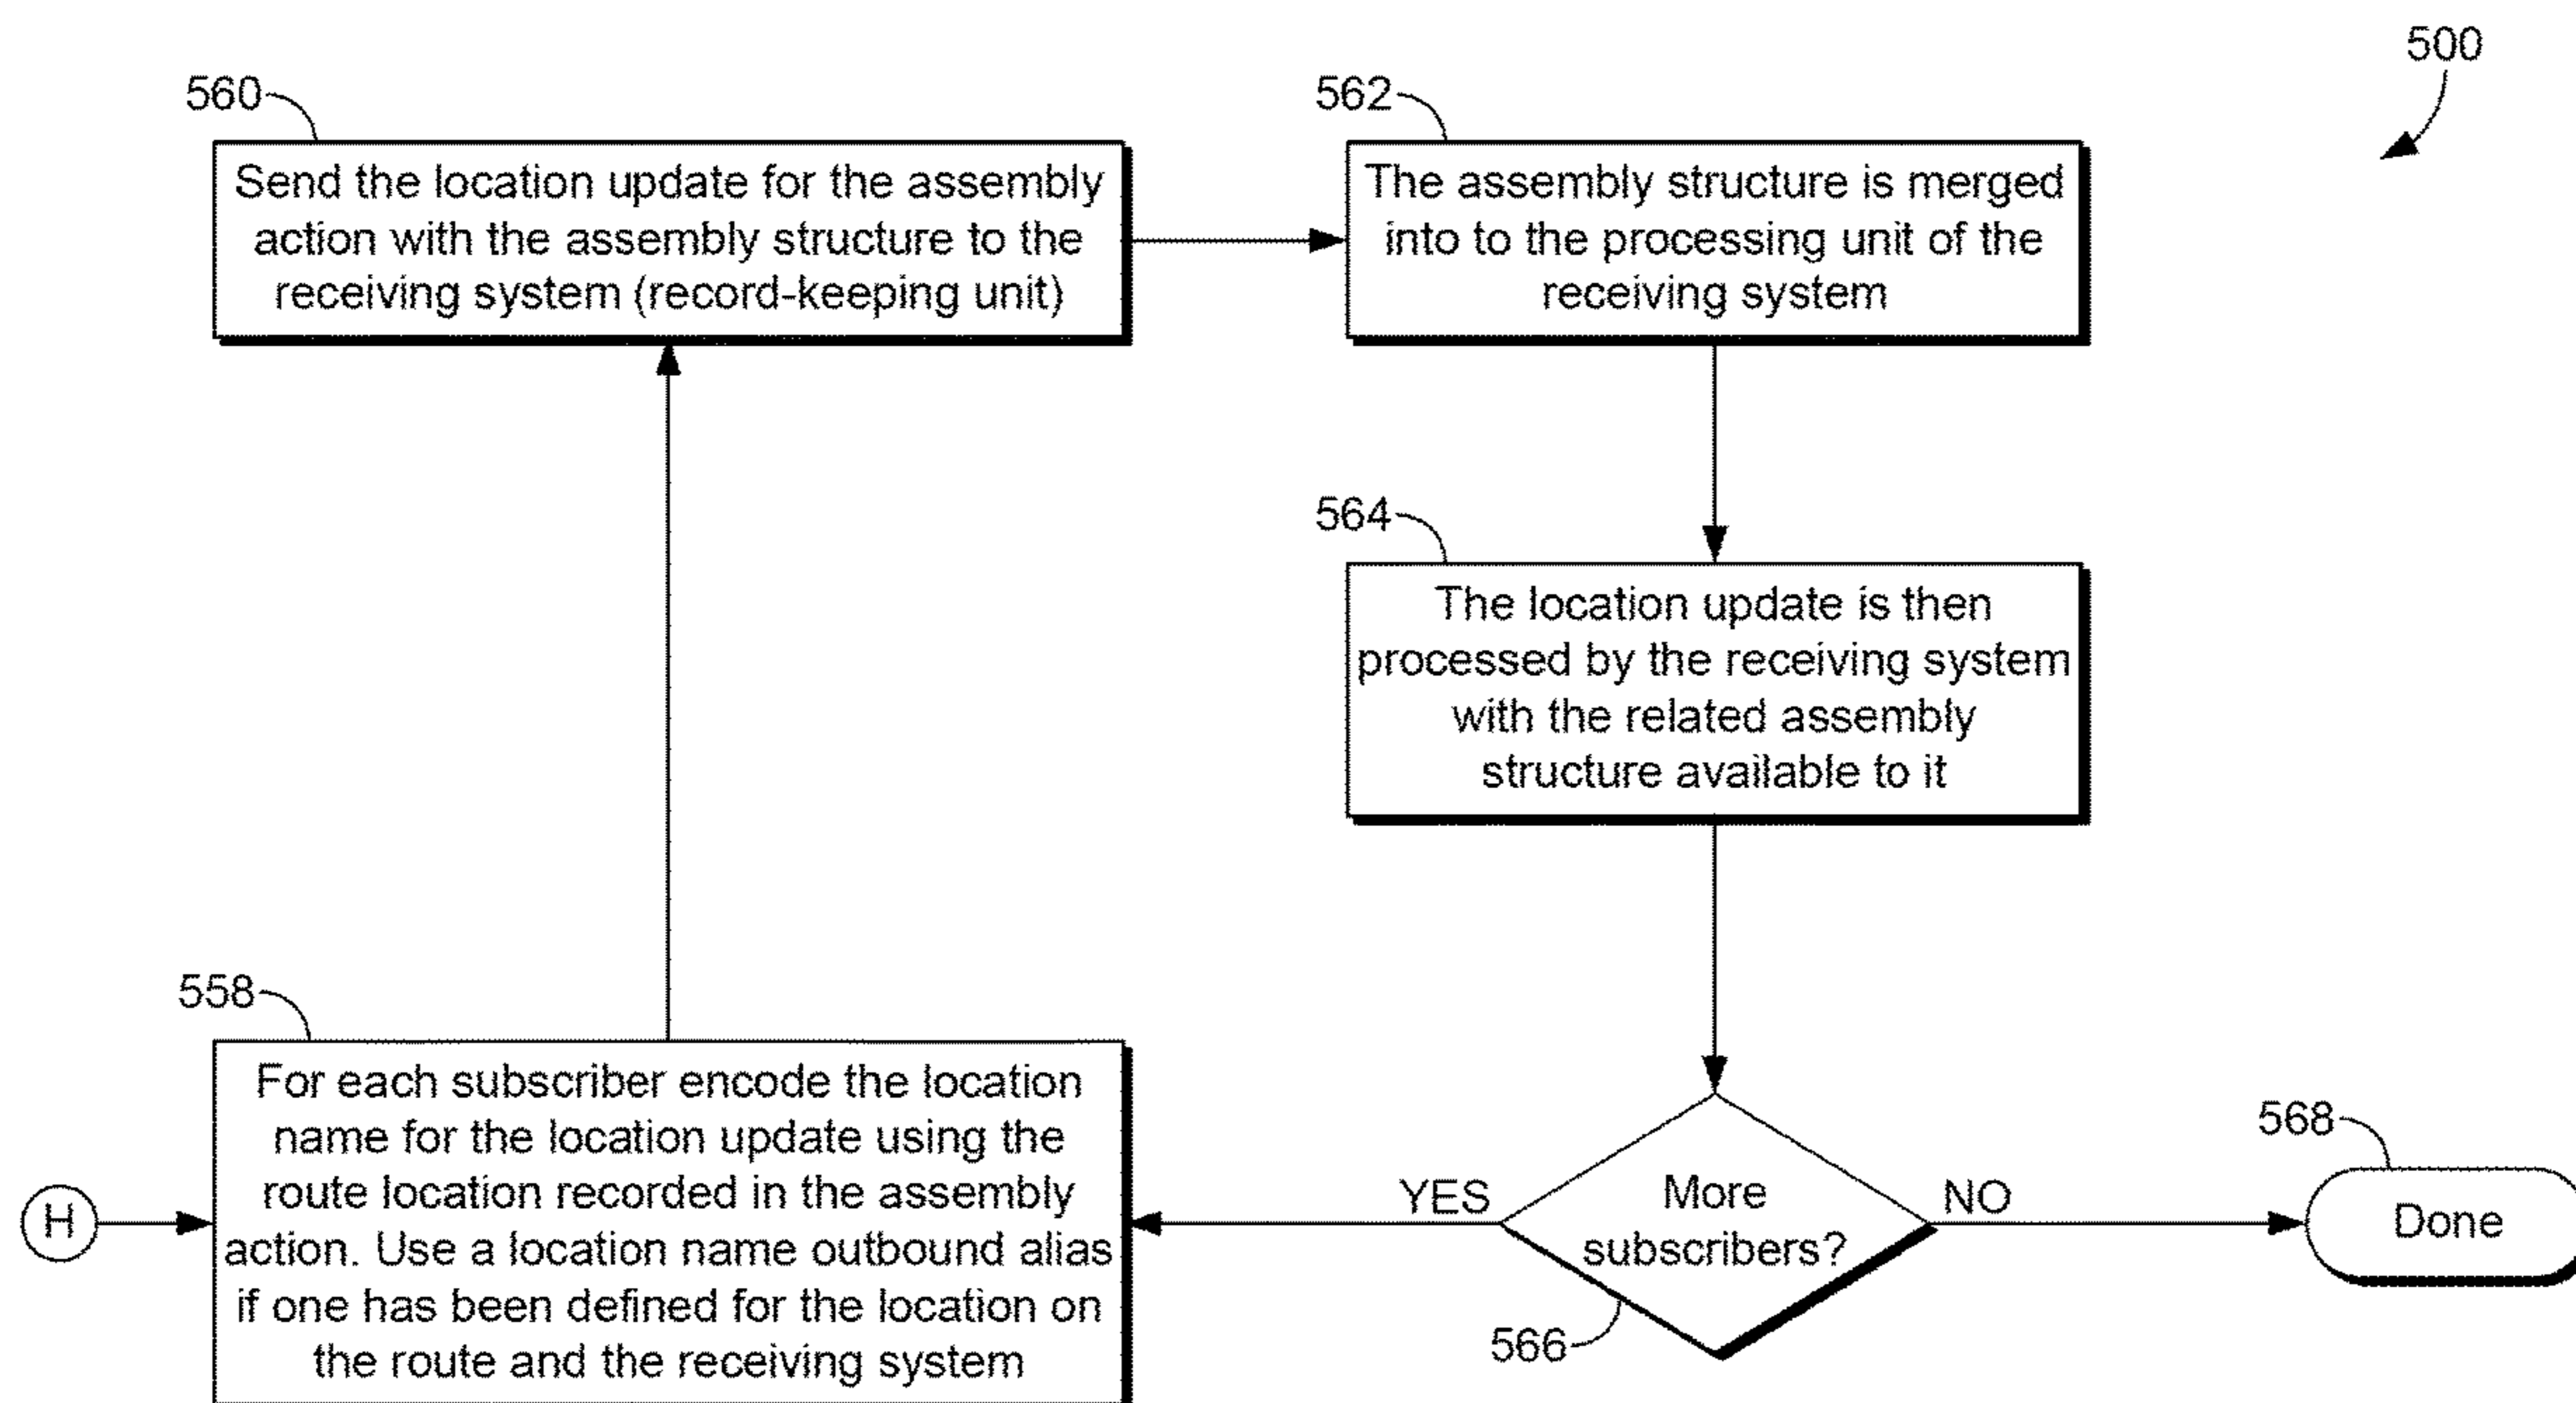 500
560
Send the location update for the assembly
action with the assembly structure to the
receiving system (record-keeping unit)
562
The assembly structure is merged
into to the processing unit of the
receiving system
564
The location update is then
processed by the receiving system
with the related assembly
structure available to it
558
For each subscriber encode the location
name for the location update using the
route location recorded in the assembly
action. Use a location name outbound alias
if one has been defined for the location on
the route and the receiving system
H
YES
More
subscribers?
NO
566
568
Done